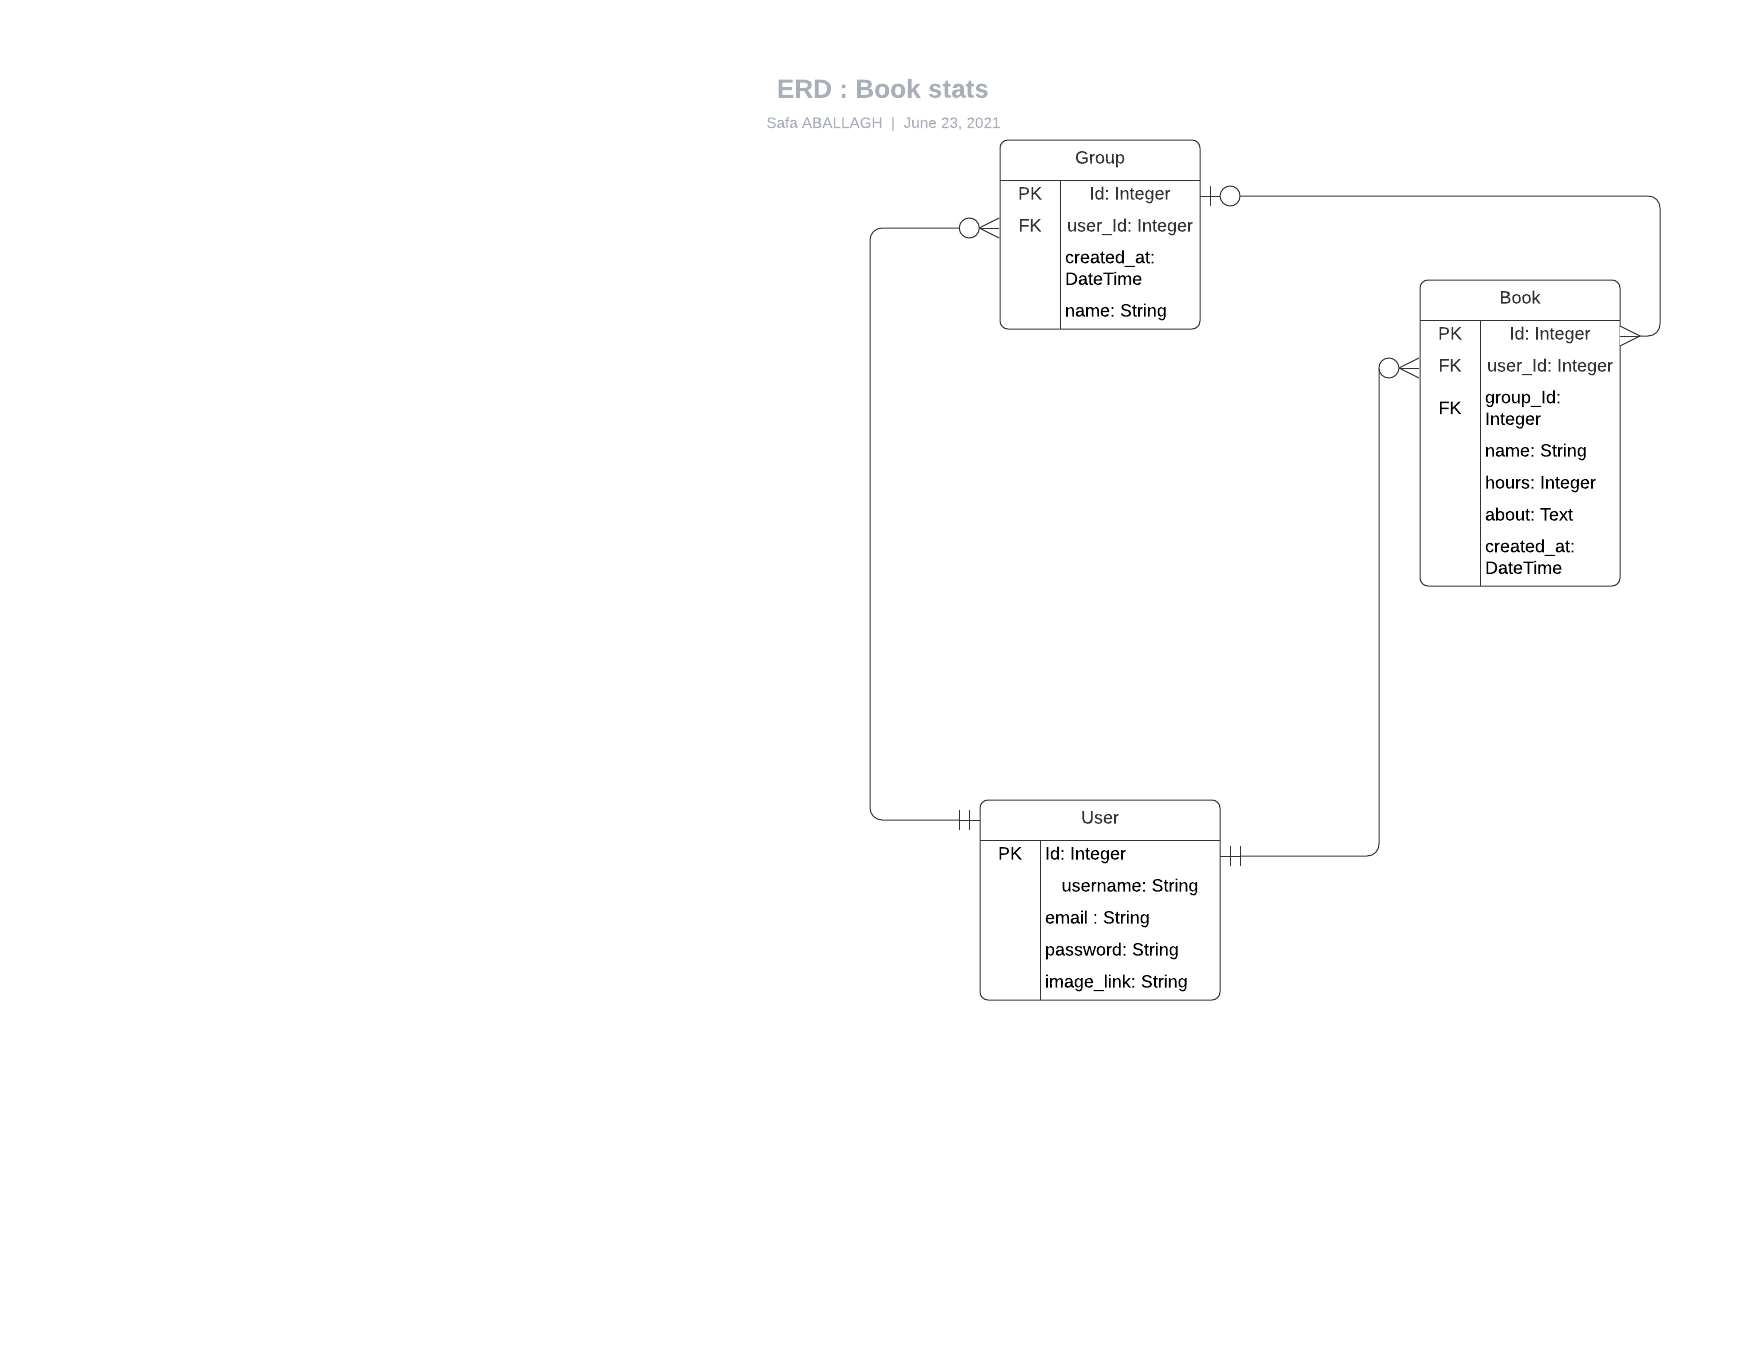 ERD : Book stats
Safa ABALLAGH | June 23, 2021
Group
PK Id: Integer
FK user_Id: Integer
created_at:
DateTime
name: String
Book
PK Id: Integer
FK user_Id: Integer
FK group_Id:
Integer
name: String
hours: Integer
about: Text
created_at:
DateTime
User
PK Id: Integer
username: String
email : String
password: String
image_link: String